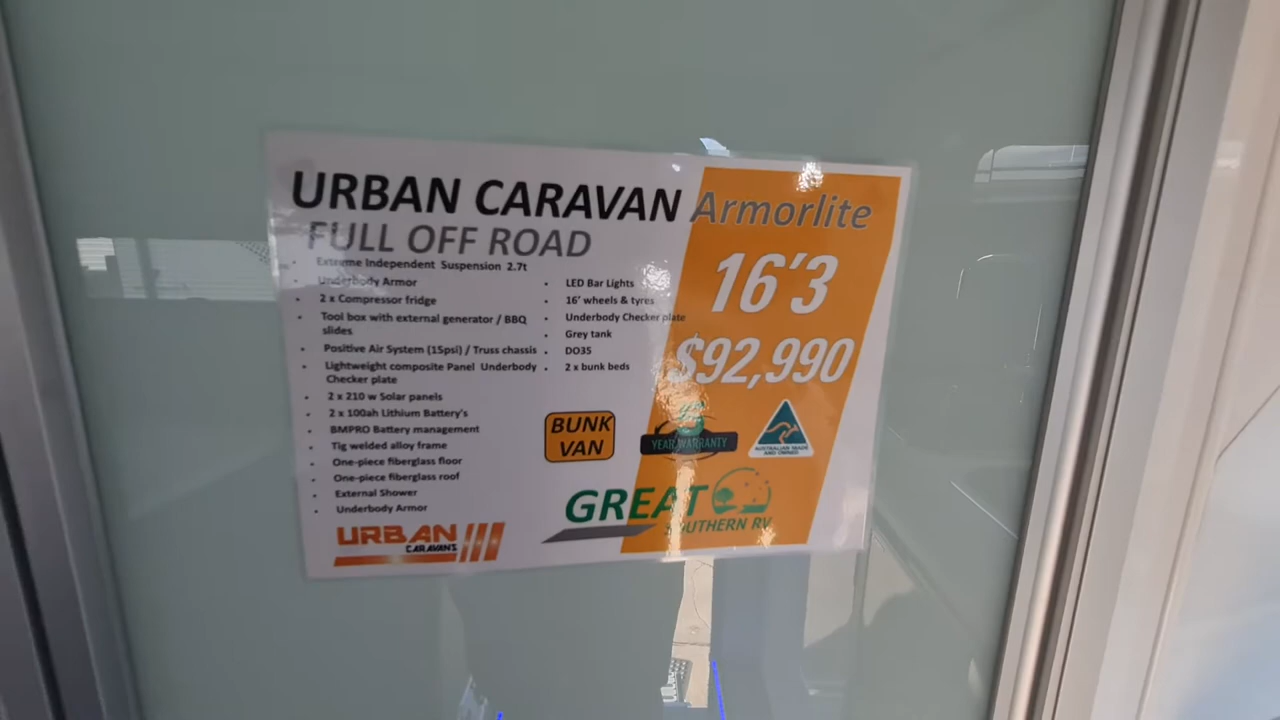 URBAN CARAVAN Armorlite
FULL OFF ROAD
16'3
$92,990
• Extreme Independent Suspension 2.7t
• Underbody Armor
• 2 x Compressor fridge
• Tool box with external generator / BBQ
slides
• Positive Air System (15psi) / Truss chassis
• Lightweight composite Panel Underbody
Checker plate
• 2 x 210 w Solar panels
• 2 x 100ah Lithium Battery's
• BMPRO Battery management
• Tig welded alloy frame
• One-piece fiberglass floor
• One-piece fiberglass roof
• External Shower
• Underbody Armor
• LED Bar Lights
• 16' wheels & tyres
• Underbody Checker plate
• Grey tank
• DO35
• 2 x bunk beds
BUNK
VAN
YEAR WARRANTY
AUSTRALIAN MADE
AND OWNED
GREAT
SOUTHERN RV
URBAN
CARAVANS